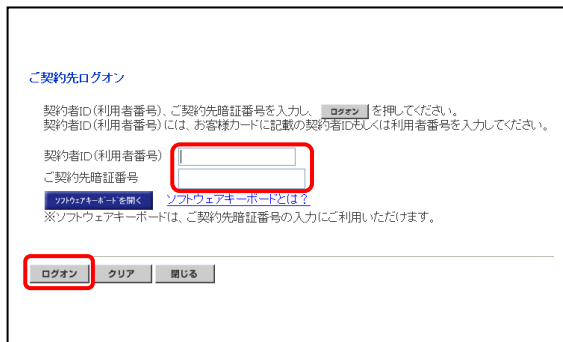 ご契約先ログオン
契約者ID(利用者番号)、ご契約先暗証番号を入力し、 ログオン を押してください。
契約者ID(利用者番号)には、お客様カードに記載の契約者IDもしくは利用者番号を入力してください。
契約者ID(利用者番号)
ご契約先暗証番号
ソフトウェアキーボードを開く ソフトウェアキーボードとは?
※ソフトウェアキーボードは、ご契約先暗証番号の入力にご利用いただけます。
ログオン クリア 閉じる